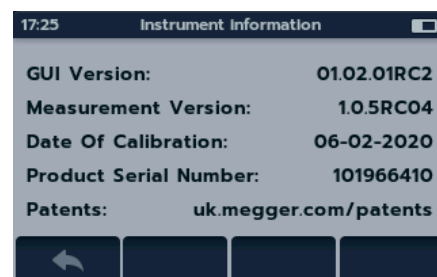 17:25 Instrument Information
GUI Version: 01.02.01RC2
Measurement Version: 1.0.5RC04
Date Of Calibration: 06-02-2020
Product Serial Number: 101966410
Patents: uk.megger.com/patents